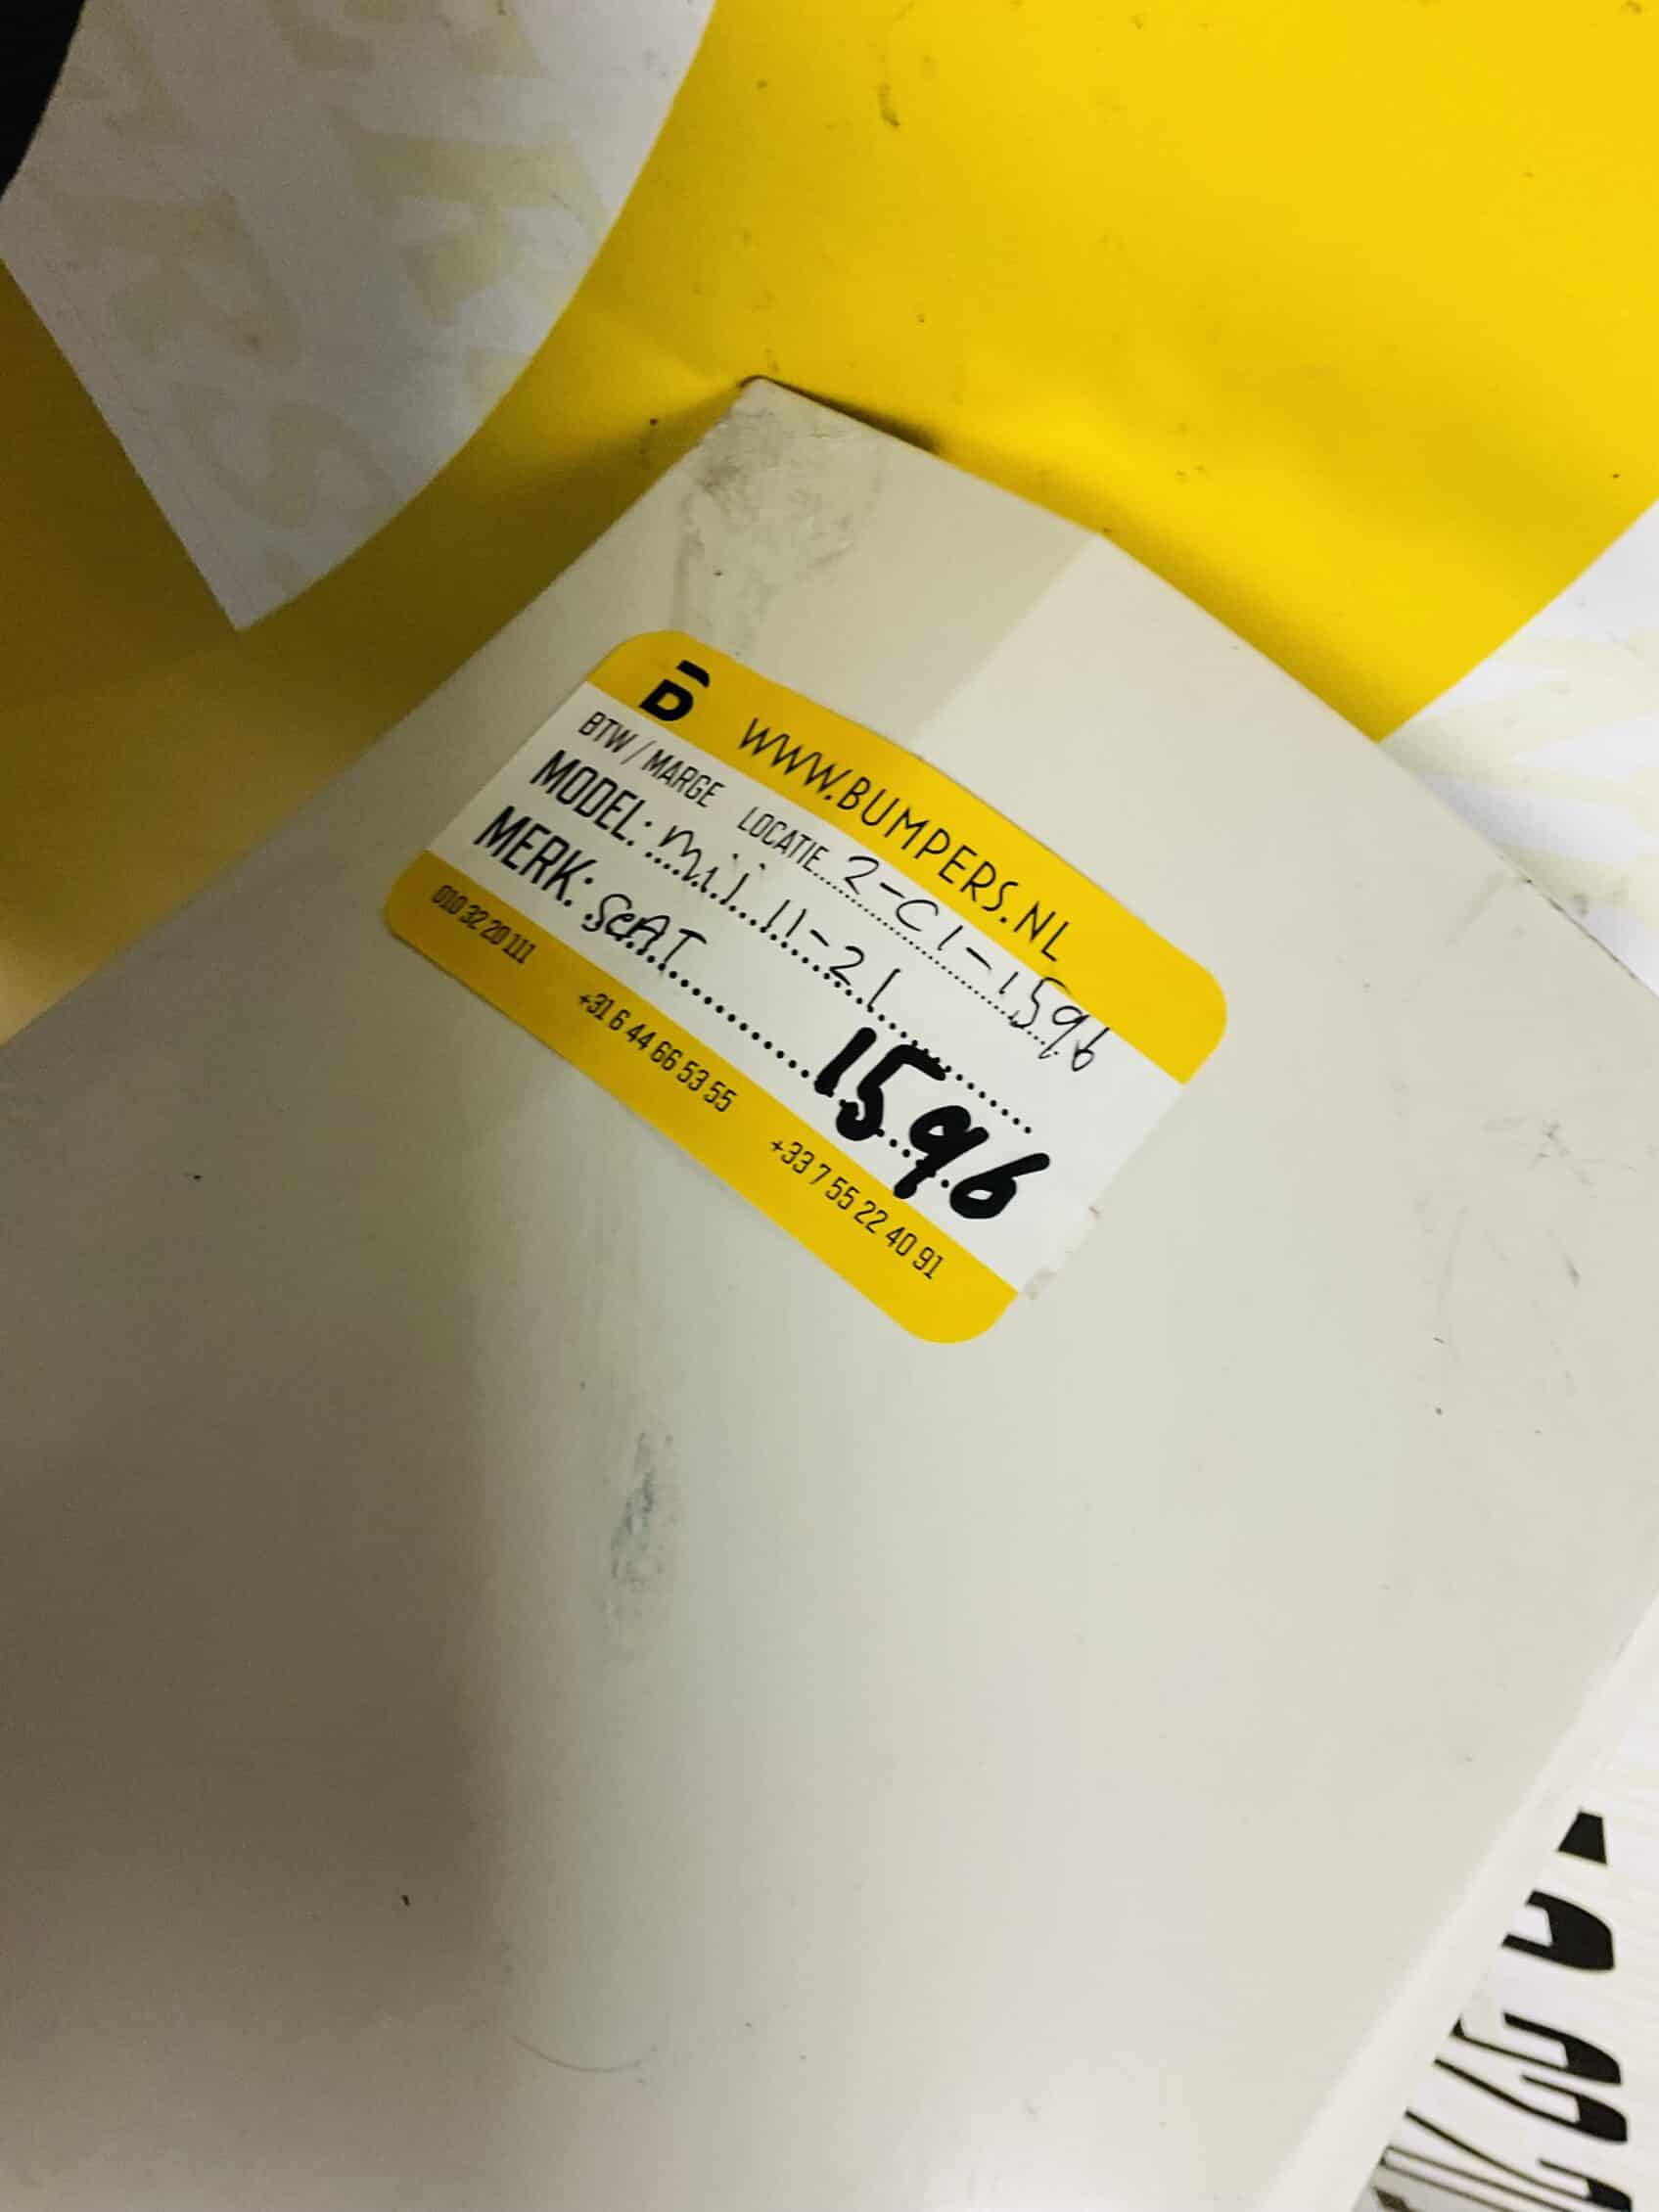 B WWW.BUMPERS.NL
BTW / MARGE LOCATIE 2-C1-1596
MODEL: mii 11-21
MERK: SeAT 1596
010 32 20 111 +31 6 44 66 53 55 +33 7 55 22 40 91